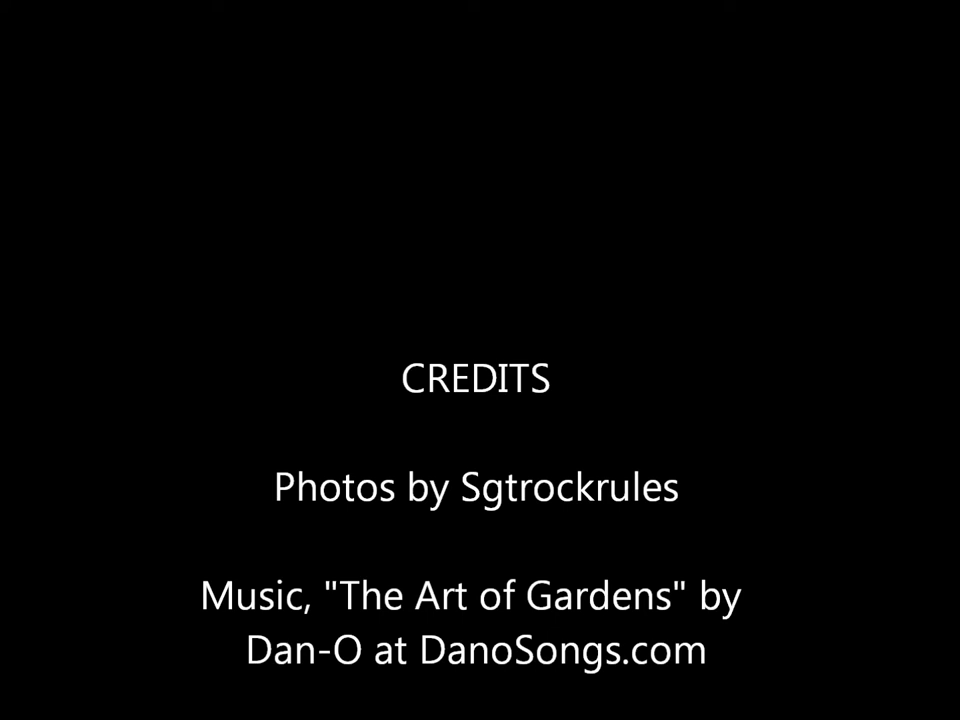 CREDITS
Photos by Sgtrockrules
Music, "The Art of Gardens" by
Dan-O at DanoSongs.com